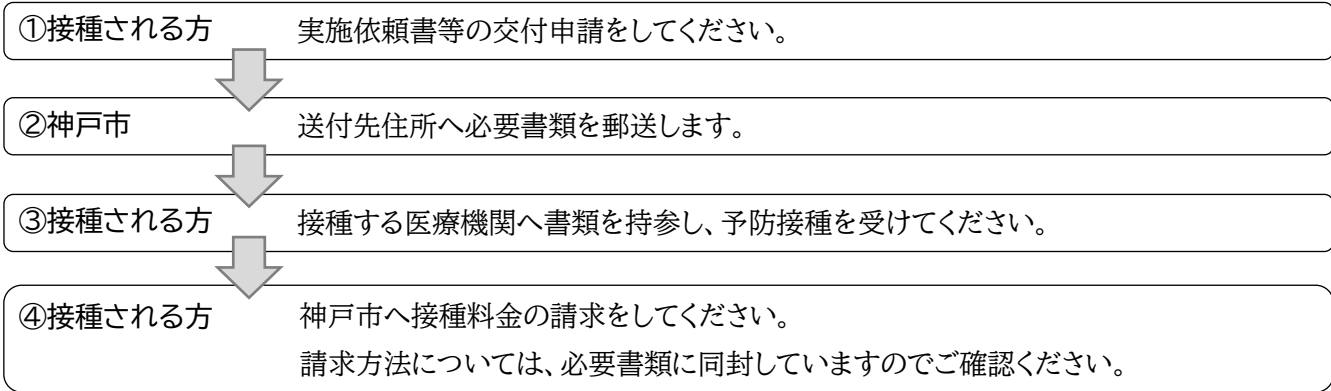 ①接種される方 実施依頼書等の交付申請をしてください。
②神戸市 送付先住所へ必要書類を郵送します。
③接種される方 接種する医療機関へ書類を持参し、予防接種を受けてください。
④接種される方 神戸市へ接種料金の請求をしてください。
請求方法については、必要書類に同封していますのでご確認ください。